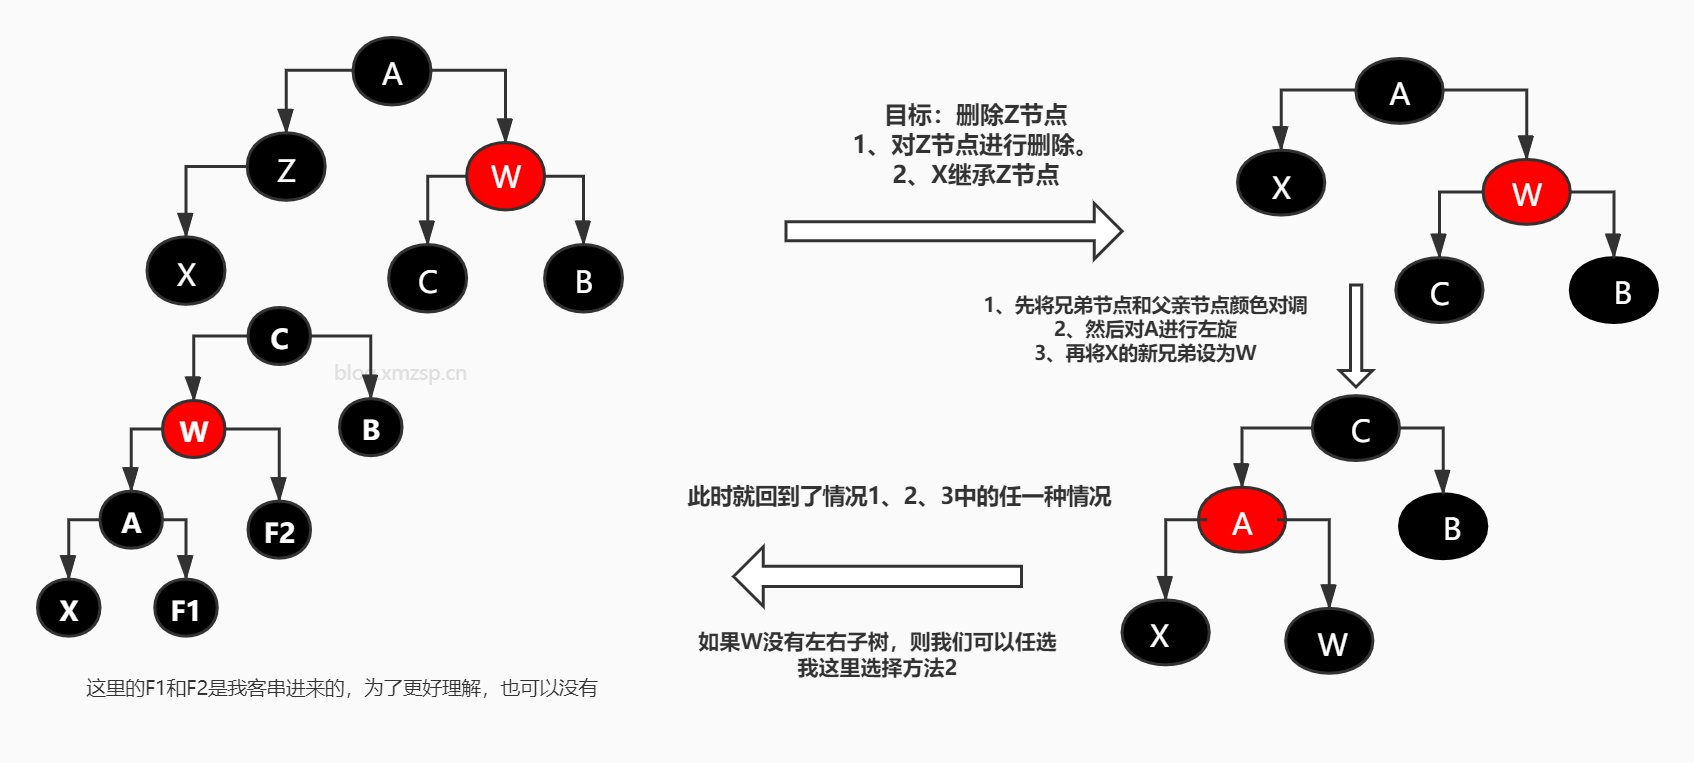 A
Z
W
X
C
B
目标：删除Z节点
1、对Z节点进行删除。
2、X继承Z节点
A
X
W
C
B
1、先将兄弟节点和父亲节点颜色对调
2、然后对A进行左旋
3、再将X的新兄弟设为W
C
A
B
X
W
此时就回到了情况1、2、3中的任一种情况
如果W没有左右子树，则我们可以任选
我这里选择方法2
C
blog.xmzsp.cn
W
B
A
F2
X
F1
这里的F1和F2是我客串进来的，为了更好理解，也可以没有